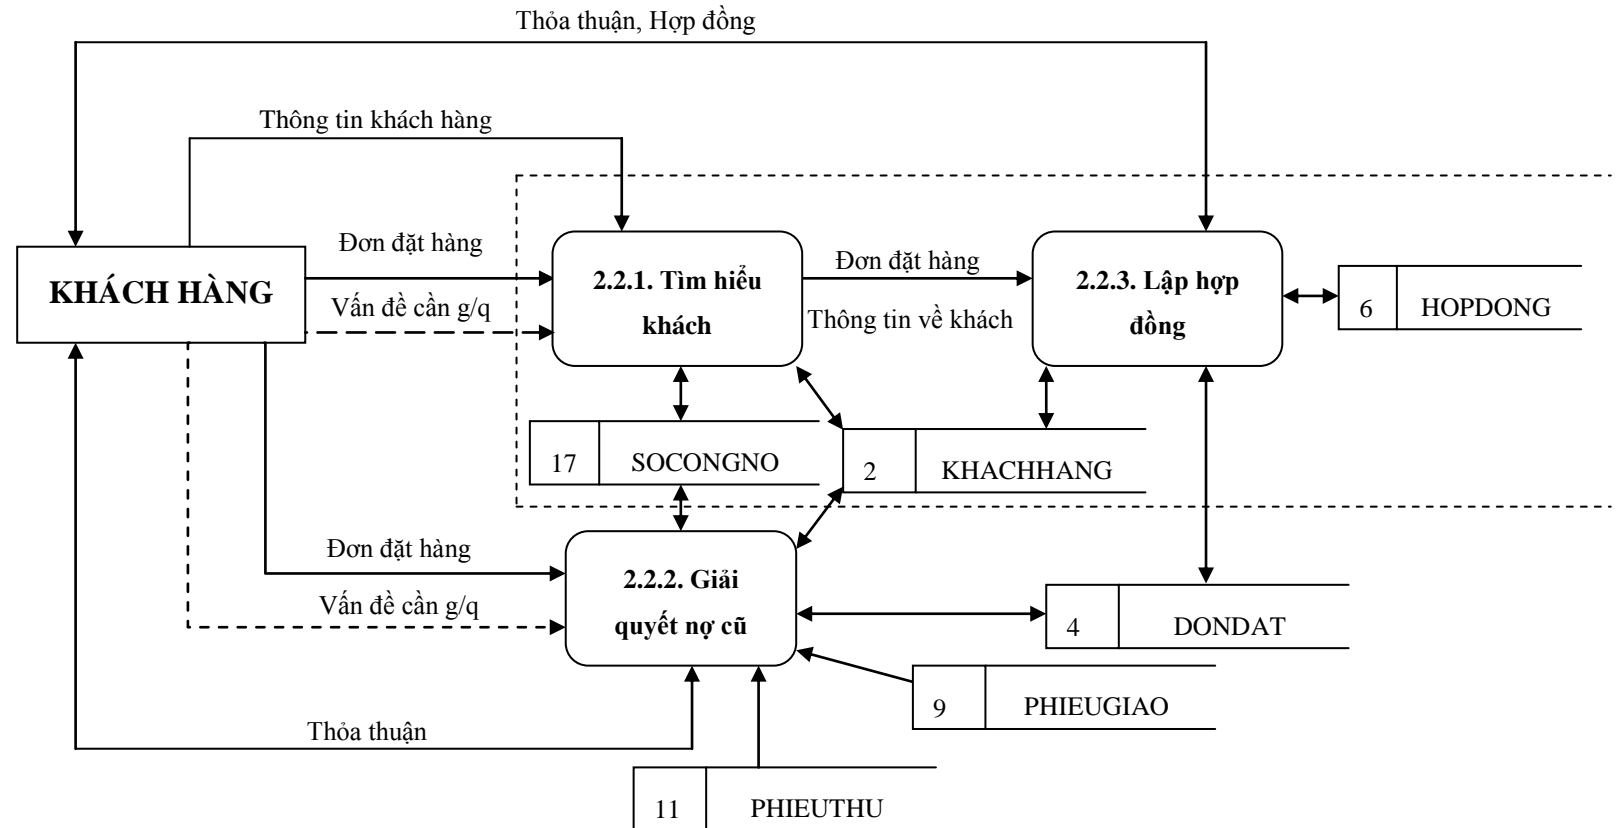 Thỏa thuận, Hợp đồng
Thông tin khách hàng
KHÁCH HÀNG
Đơn đặt hàng
Vấn đề cần g/q
2.2.1. Tìm hiểu
khách
Đơn đặt hàng
Thông tin về khách
2.2.3. Lập hợp
đồng
6 HOPDONG
17 SOCONGNO
2 KHACHHANG
Đơn đặt hàng
Vấn đề cần g/q
2.2.2. Giải
quyết nợ cũ
4 DONDAT
9 PHIEUGIAO
Thỏa thuận
11 PHIEUTHU